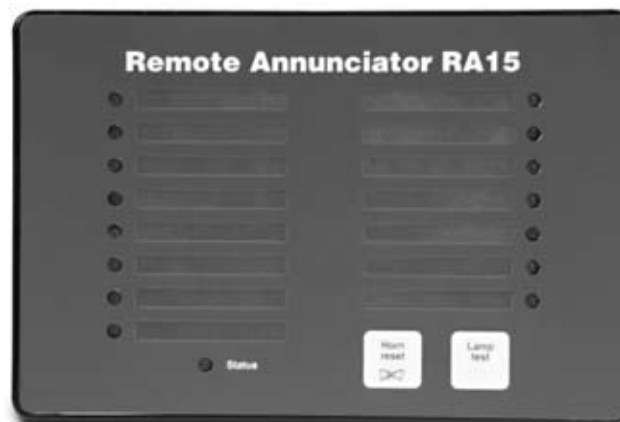 Remote Annunciator RA15
Status
Horn
reset
Lamp
test